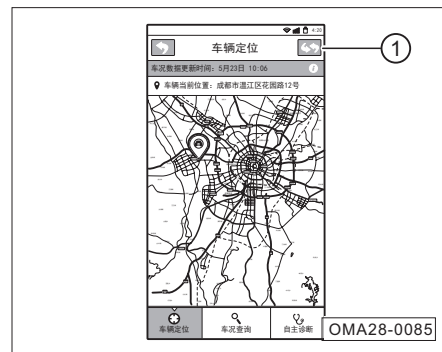 4:20
车辆定位
1
车况数据更新时间：5月23日 10:06
车辆当前位置：成都市温江区花园路12号
车辆定位 车况查询 自主诊断
OMA28-0085